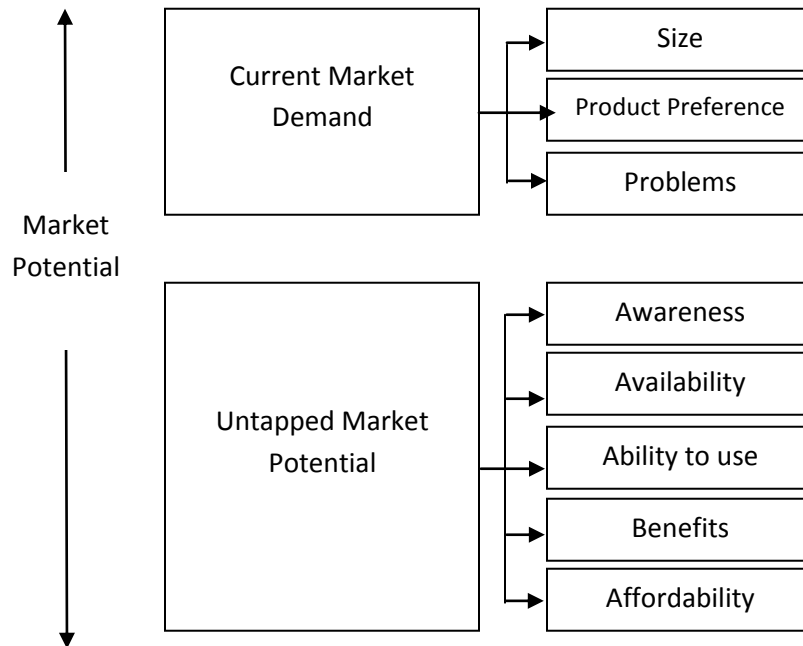 Market
Potential
Current Market
Demand
Size
Product Preference
Problems
Untapped Market
Potential
Awareness
Availability
Ability to use
Benefits
Affordability